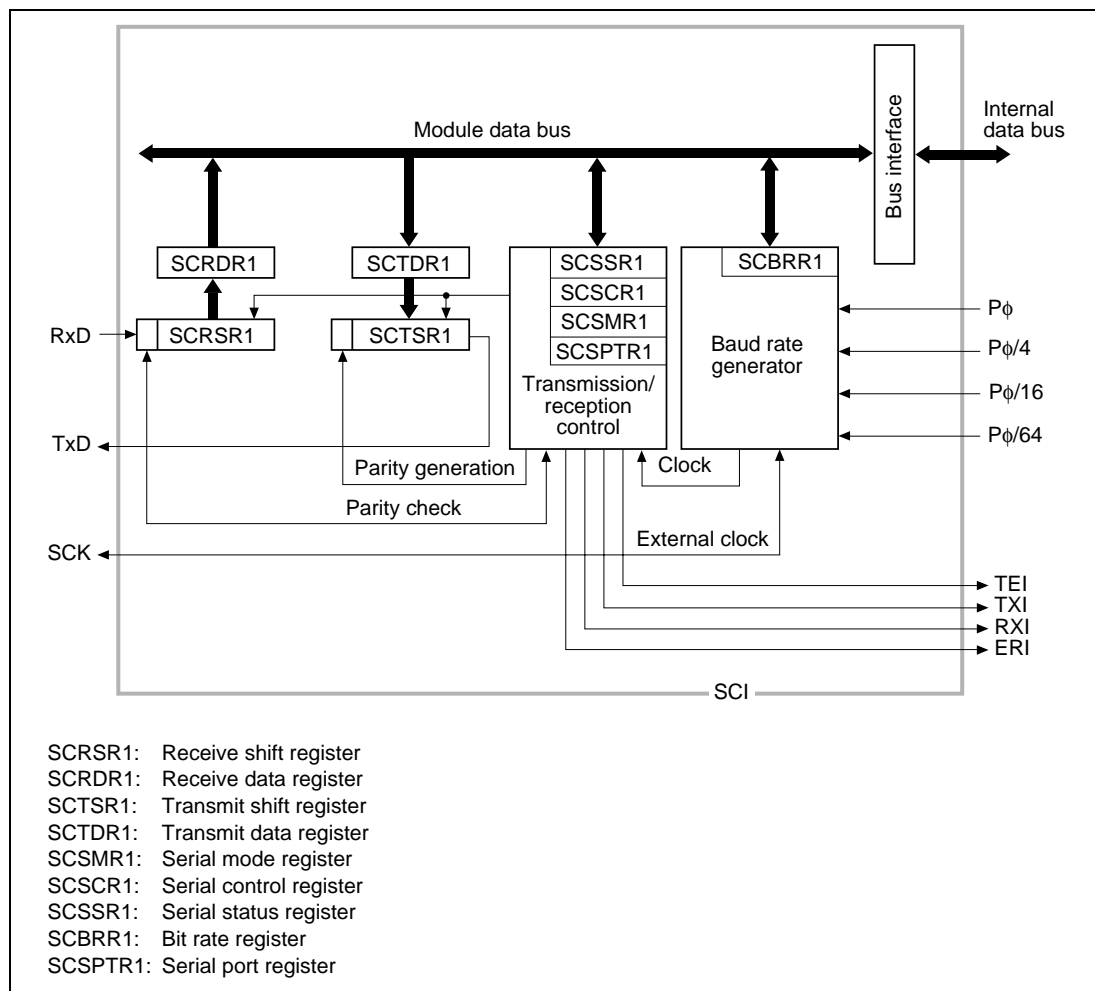 Module data bus
Bus interface
Internal
data bus
SCRDR1
SCTDR1
SCSSR1
SCSCR1
SCSMR1
SCSPTR1
Transmission/
reception
control
SCBRR1
Baud rate
generator
RxD
SCRSR1
SCTSR1
Pϕ
Pϕ/4
Pϕ/16
Pϕ/64
TxD
Parity generation
Clock
Parity check
SCK
External clock
TEI
TXI
RXI
ERI
SCI
SCRSR1: Receive shift register
SCRDR1: Receive data register
SCTSR1: Transmit shift register
SCTDR1: Transmit data register
SCSMR1: Serial mode register
SCSCR1: Serial control register
SCSSR1: Serial status register
SCBRR1: Bit rate register
SCSPTR1: Serial port register